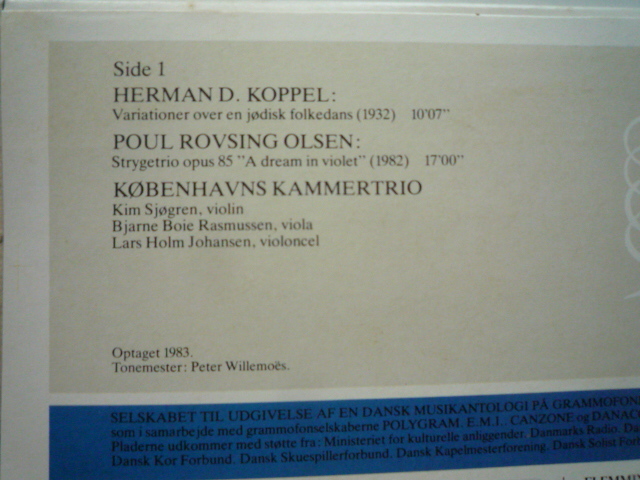 Side 1
HERMAN D. KOPPEL:
Variationer over en jødisk folkedans (1932) 10'07"
POUL ROVSING OLSEN:
Strygetrio opus 85 "A dream in violet" (1982) 17'00"
KØBENHAVNS KAMMERTRIO
Kim Sjøgren, violin
Bjarne Boie Rasmussen, viola
Lars Holm Johansen, violoncel
Optaget 1983.
Tonemester: Peter Willemoës.
SELSKABET TIL UDGIVELSE AF EN DANSK MUSIKANTOLOGI PÅ GRAMMOFONS
som i samarbejde med grammofonselskaberne POLYGRAM, E.M.I., CANZONE og DANAC
Pladerne udkommer med støtte fra: Ministeriet for kulturelle anliggender, Danmarks Radio, Da
Dansk Kor Forbund, Dansk Skuespillerforbund, Dansk Kapelmesterforening, Dansk Solist Forb